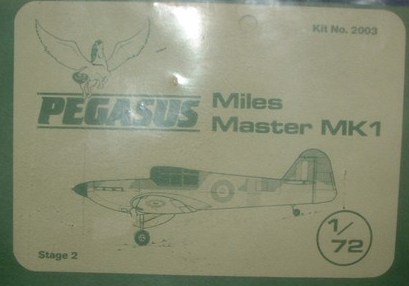 Kit No. 2003
PEGASUS
Miles
Master MK1
1/72
Stage 2